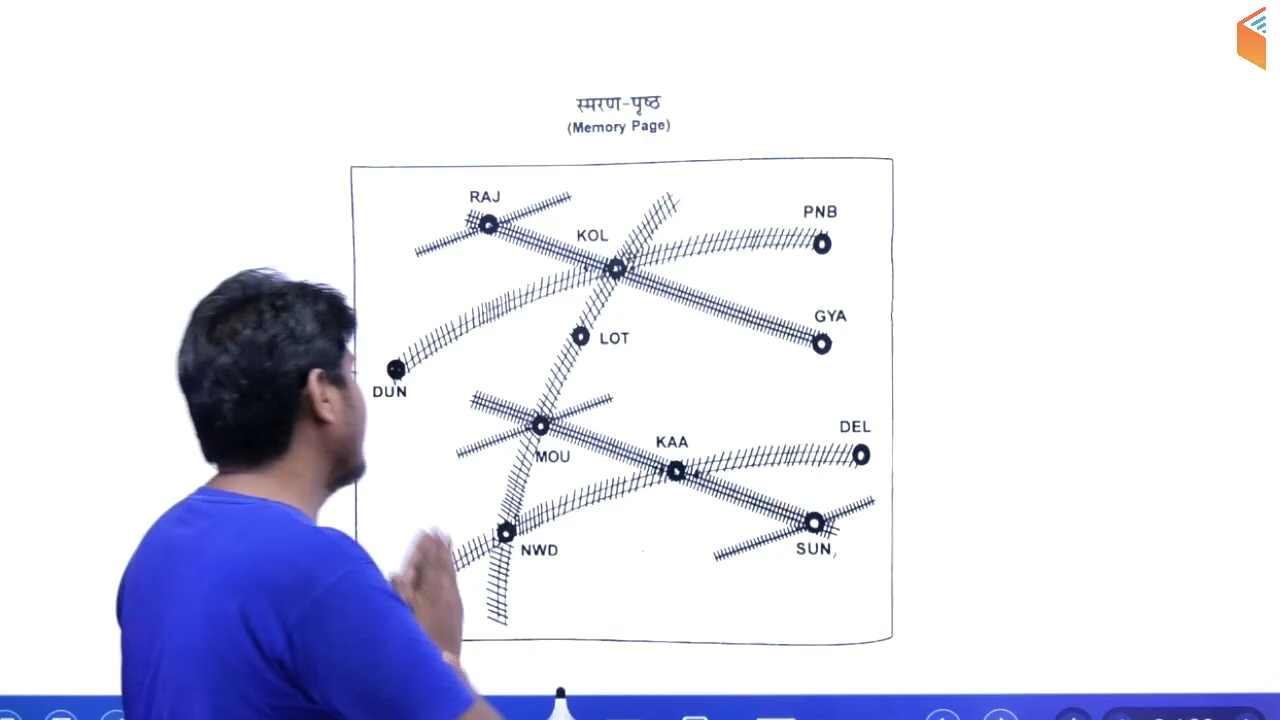 स्मरण-पृष्ठ
(Memory Page)
RAJ
PNB
KOL
GYA
LOT
DUN
DEL
KAA
MOU
NWD
SUN,